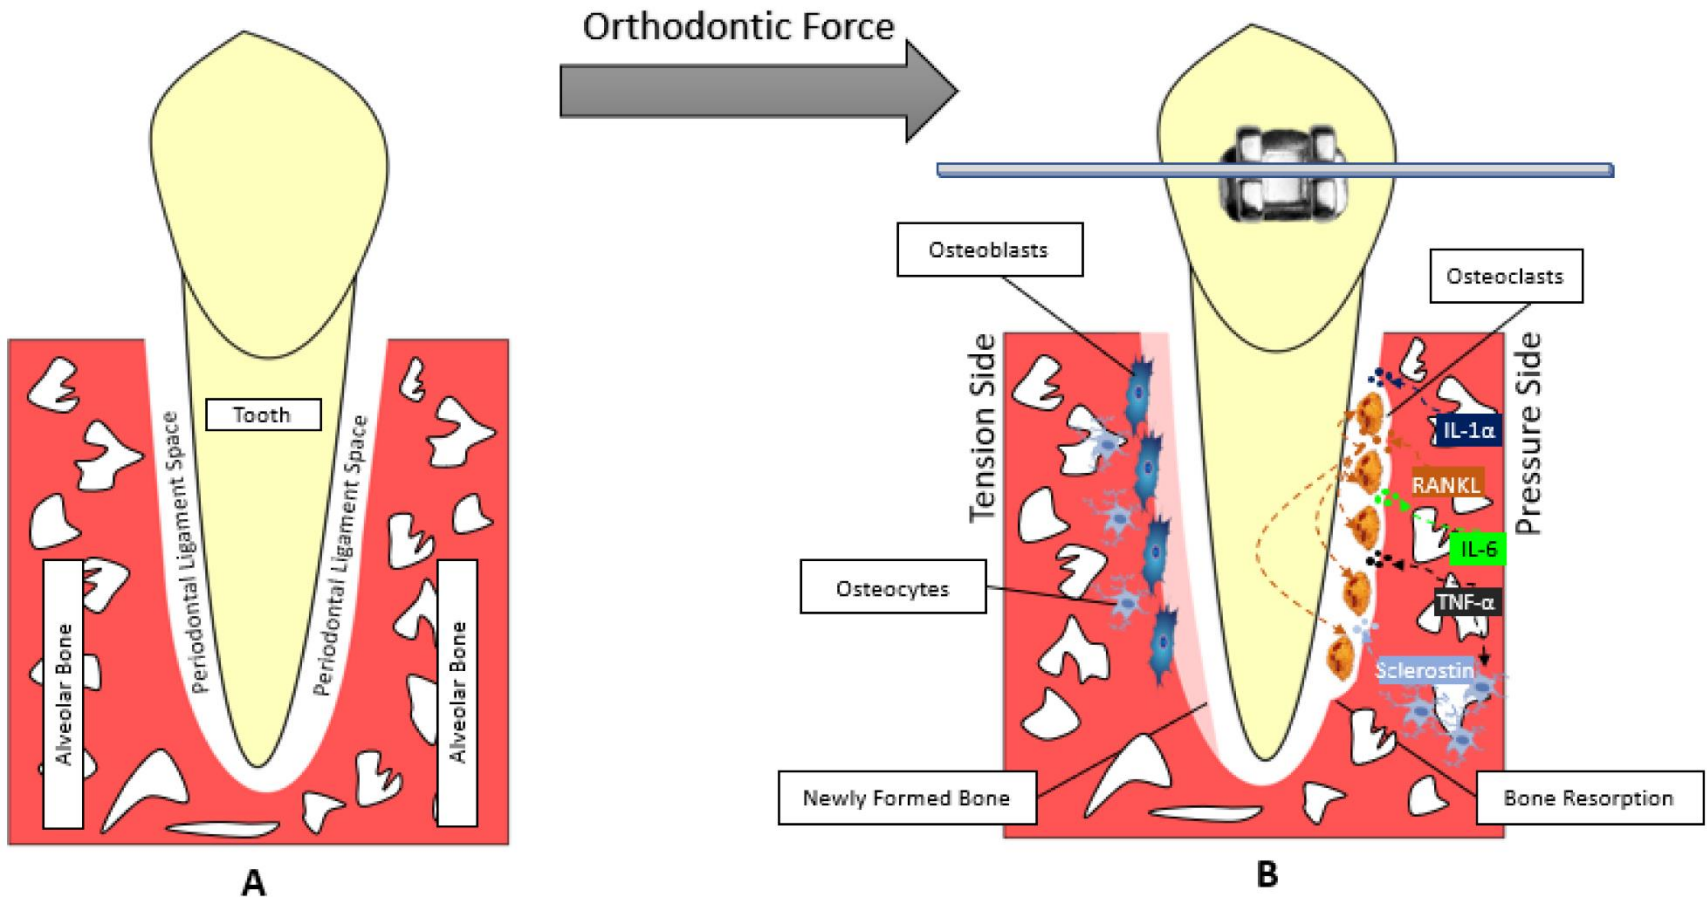 Orthodontic Force
Tooth
Periodontal Ligament Space
Periodontal Ligament Space
Alveolar Bone
Alveolar Bone
A
Osteoblasts
Osteoclasts
Tension Side
Pressure Side
IL-1α
RANKL
IL-6
TNF-α
Osteocytes
Sclerostin
Newly Formed Bone
Bone Resorption
B